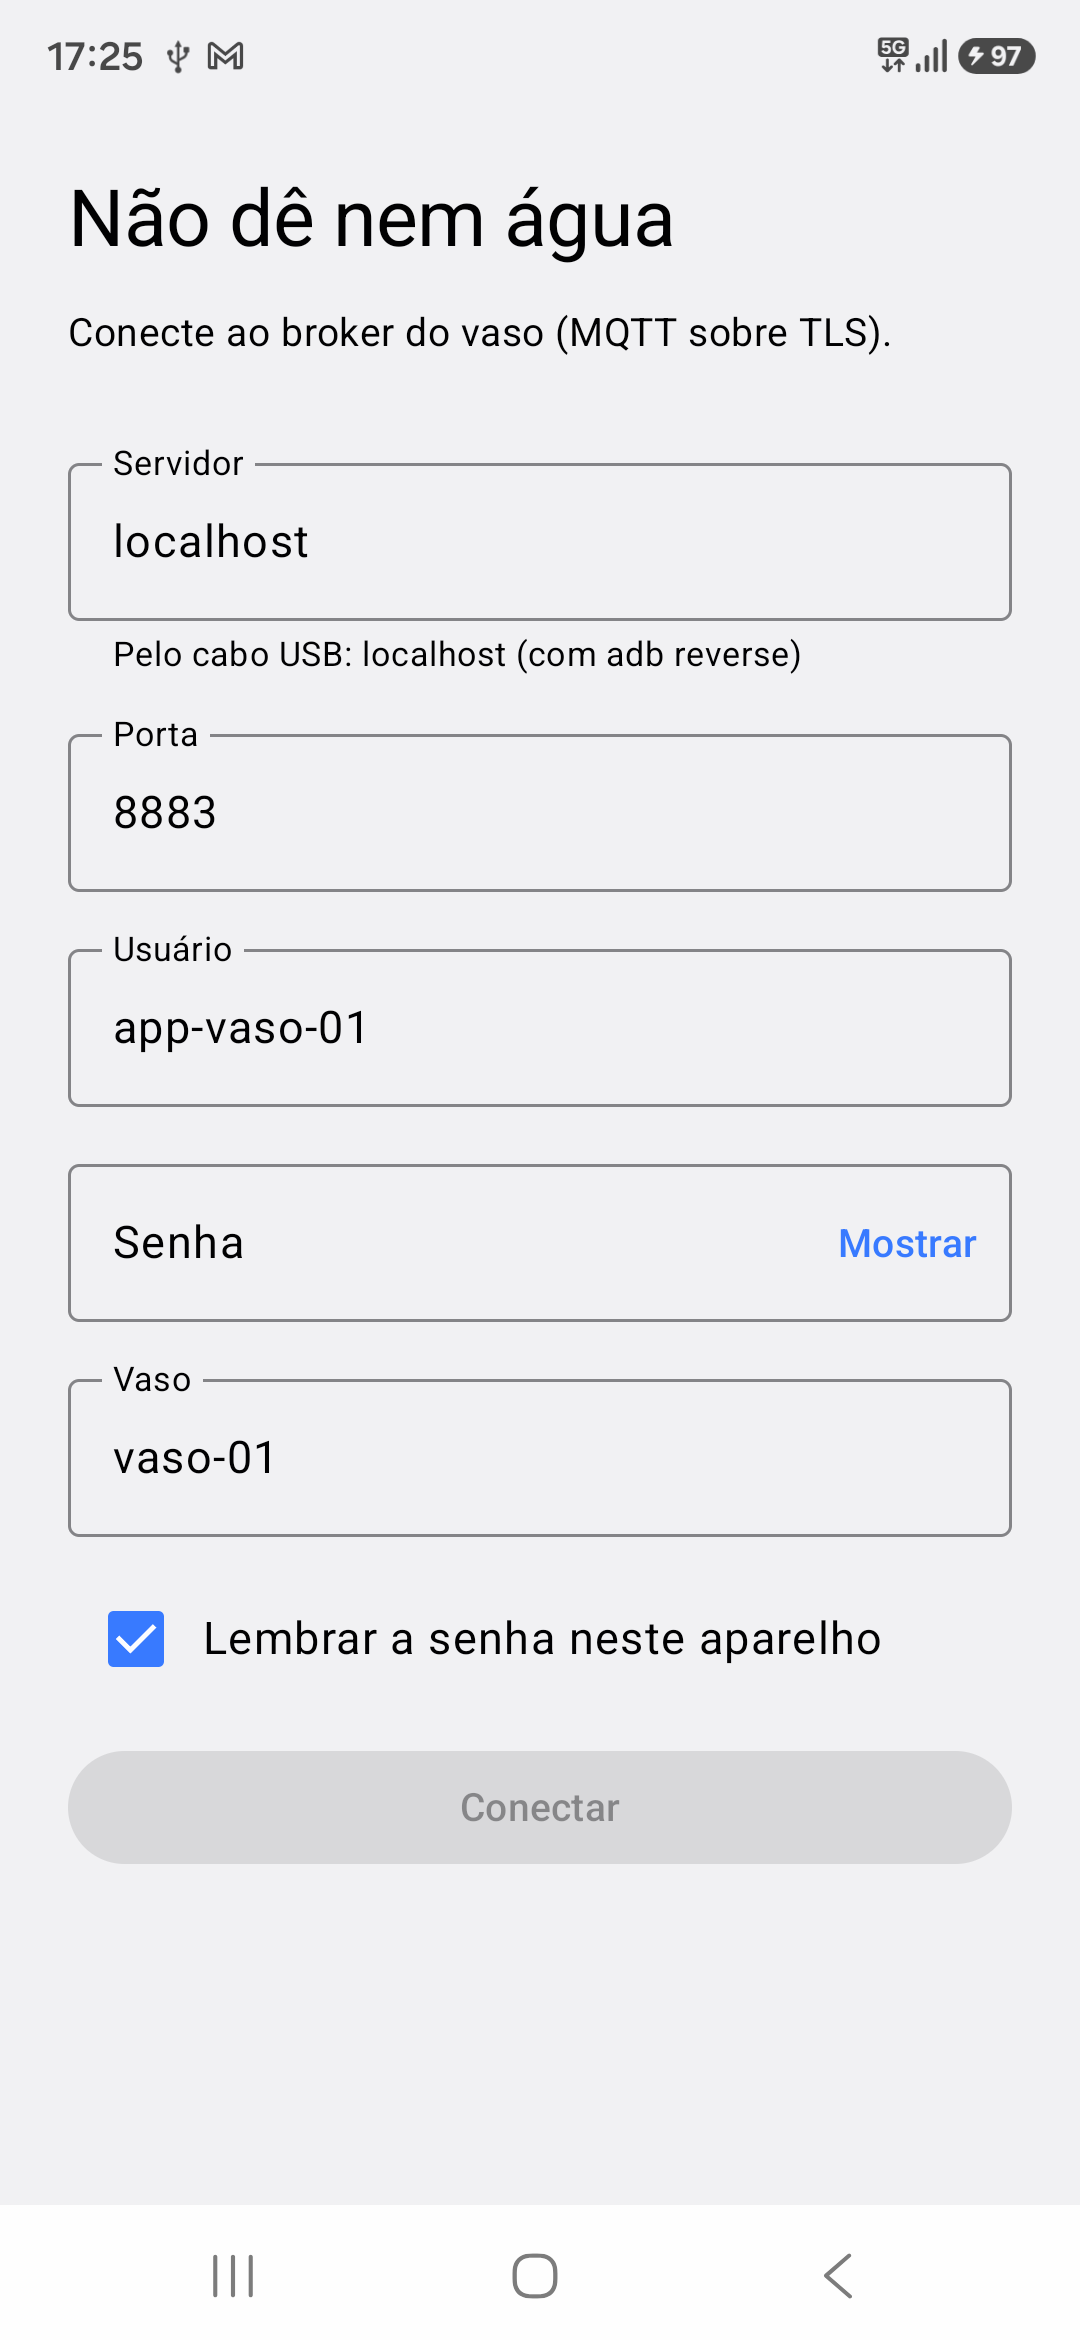 17:25
5G
97
Não dê nem água
Conecte ao broker do vaso (MQTT sobre TLS).
Servidor
localhost
Pelo cabo USB: localhost (com adb reverse)
Porta
8883
Usuário
app-vaso-01
Senha
Mostrar
Vaso
vaso-01
Lembrar a senha neste aparelho
Conectar